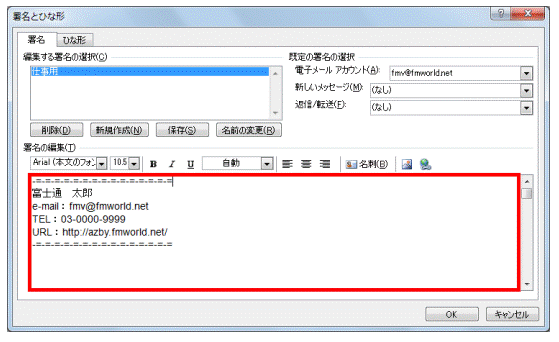 署名とひな形
署名 ひな形
編集する署名の選択(C)
仕事用
削除(D) 新規作成(N) 保存(S) 名前の変更(R)
既定の署名の選択
電子メール アカウント(A): fmv@fmworld.net
新しいメッセージ(M): (なし)
返信/転送(F): (なし)
署名の編集(T)
Arial (本文のフォン 10.5 B I U 自動 名刺(B)
-=-=-=-=-=-=-=-=-=-=-=-=-=-=-=-=
富士通 太郎
e-mail：fmv@fmworld.net
TEL：03-0000-9999
URL：http://azby.fmworld.net/
-=-=-=-=-=-=-=-=-=-=-=-=-=-=-=-=
OK キャンセル